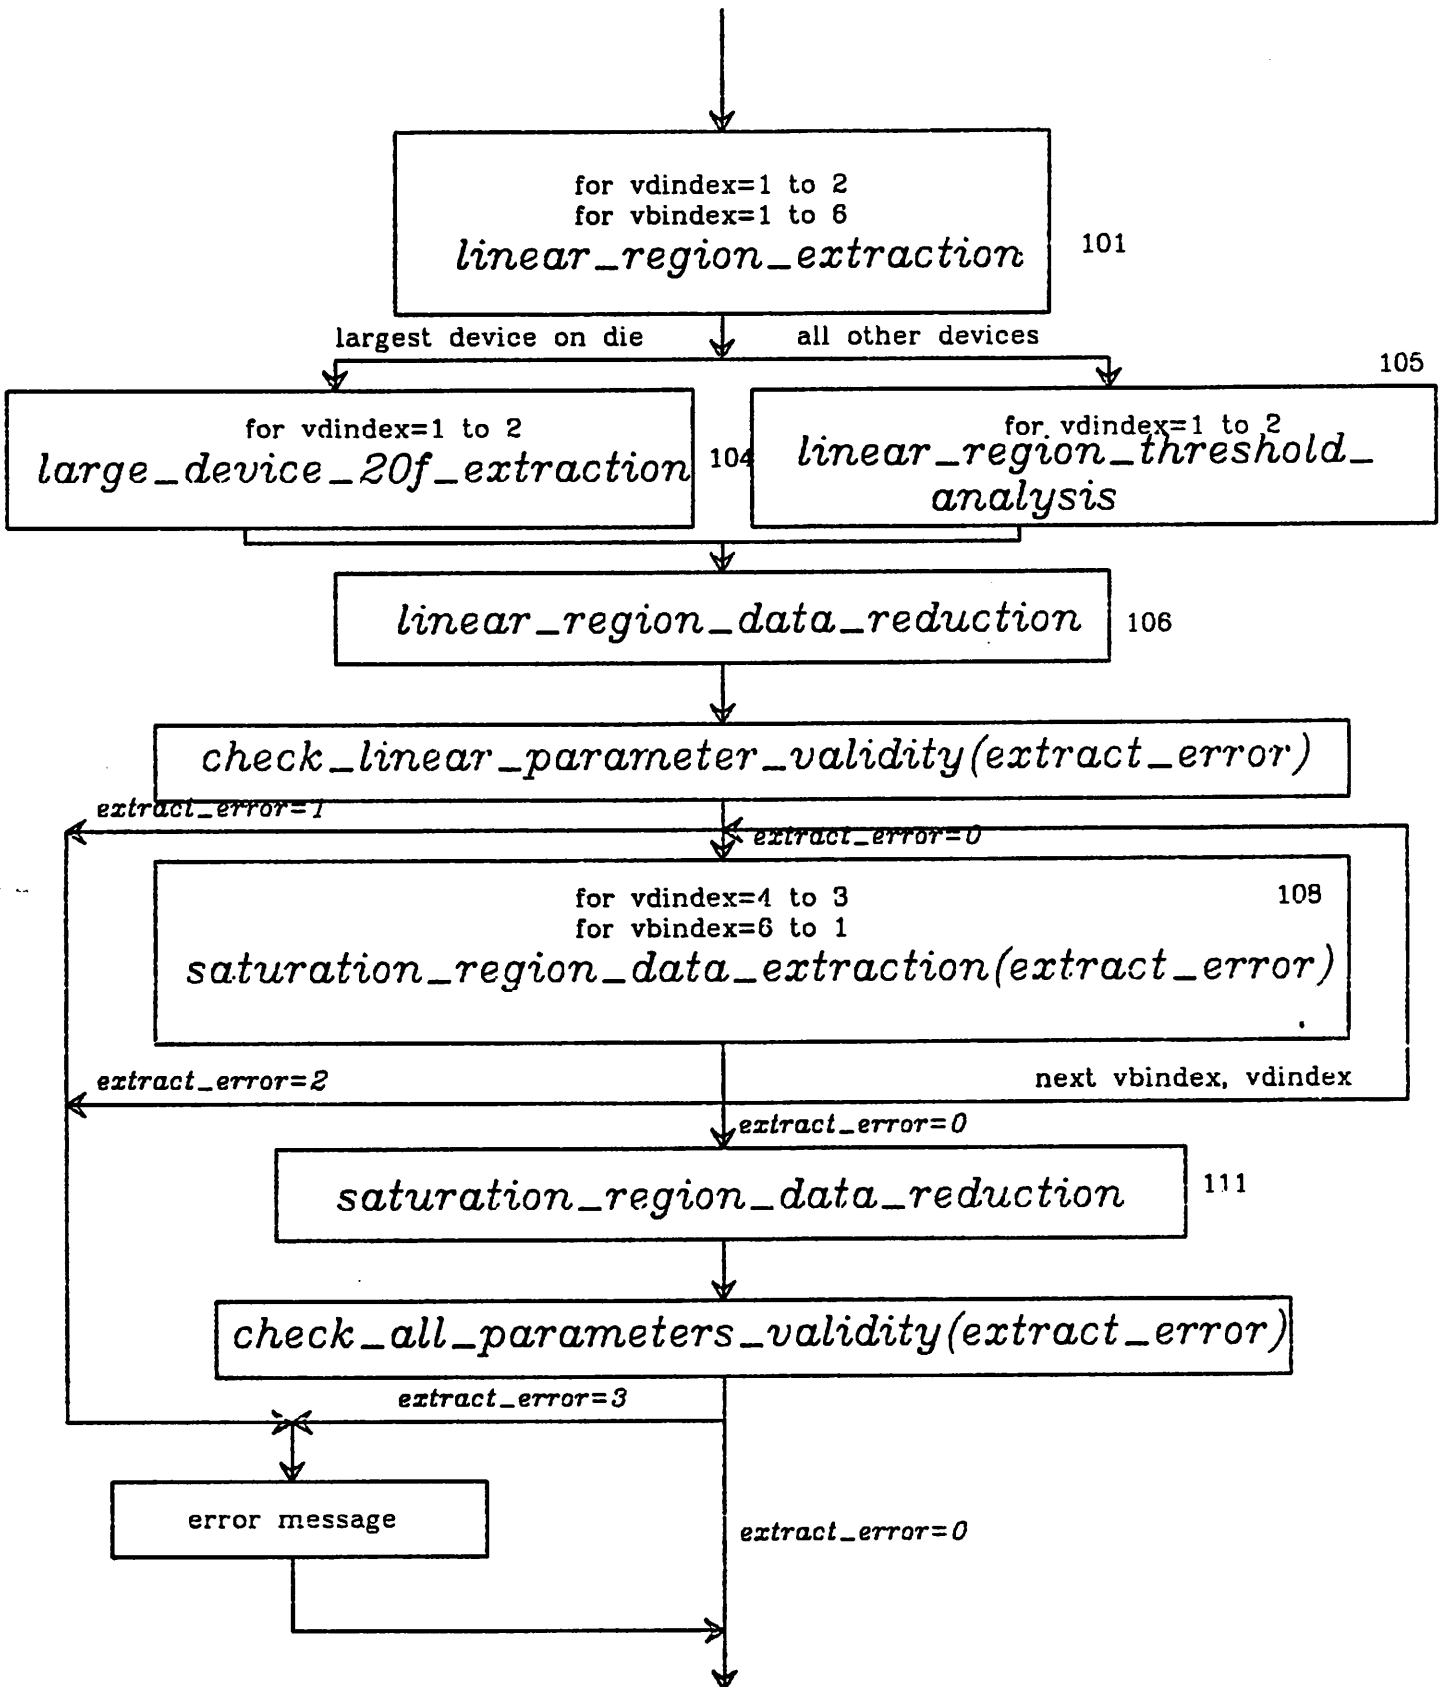 for vdindex=1 to 2
for vbindex=1 to 6
linear_region_extraction
101
largest device on die
all other devices
105
for vdindex=1 to 2
large_device_20f_extraction
104
for vdindex=1 to 2
linear_region_threshold_
analysis
linear_region_data_reduction
106
check_linear_parameter_validity(extract_error)
extract_error=1
extract_error=0
for vdindex=4 to 3
108
for vbindex=6 to 1
saturation_region_data_extraction(extract_error)
extract_error=2
next vbindex, vdindex
extract_error=0
saturation_region_data_reduction
111
check_all_parameters_validity(extract_error)
extract_error=3
error message
extract_error=0